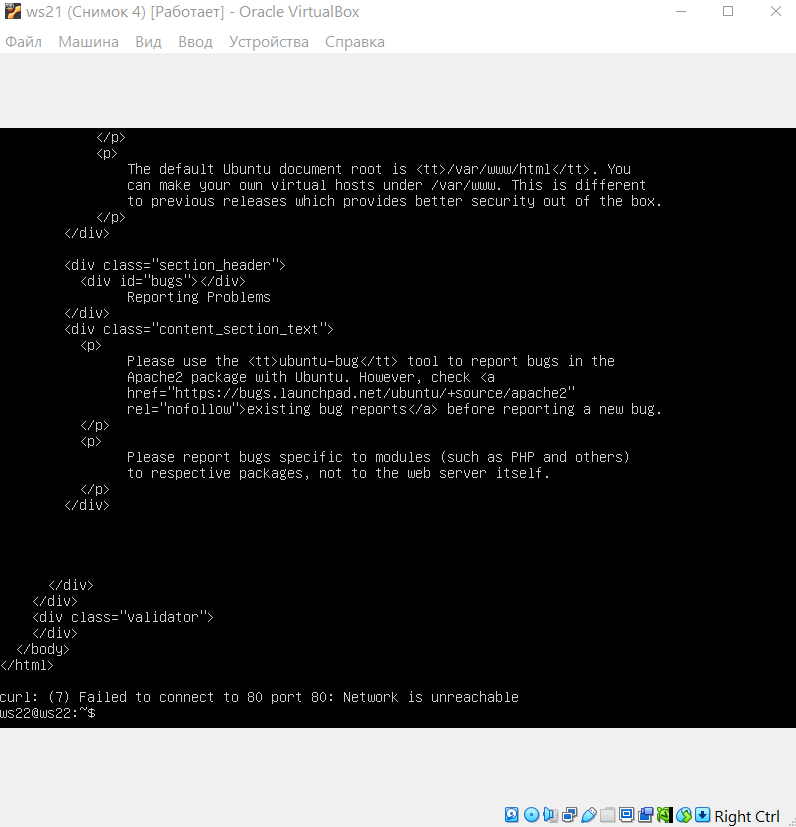 ws21 (Снимок 4) [Работает] - Oracle VirtualBox
Файл Машина Вид Ввод Устройства Справка
</p>
<p>
The default Ubuntu document root is <tt>/var/www/html</tt>. You
can make your own virtual hosts under /var/www. This is different
to previous releases which provides better security out of the box.
</p>
</div>
<div class="section_header">
<div id="bugs"></div>
Reporting Problems
</div>
<div class="content_section_text">
<p>
Please use the <tt>ubuntu-bug</tt> tool to report bugs in the
Apache2 package with Ubuntu. However, check <a
href="https://bugs.launchpad.net/ubuntu/+source/apache2"
rel="nofollow">existing bug reports</a> before reporting a new bug.
</p>
<p>
Please report bugs specific to modules (such as PHP and others)
to respective packages, not to the web server itself.
</p>
</div>
</div>
</div>
<div class="validator">
</div>
</body>
</html>
curl: (7) Failed to connect to 80 port 80: Network is unreachable
ws22@ws22:~$
Right Ctrl